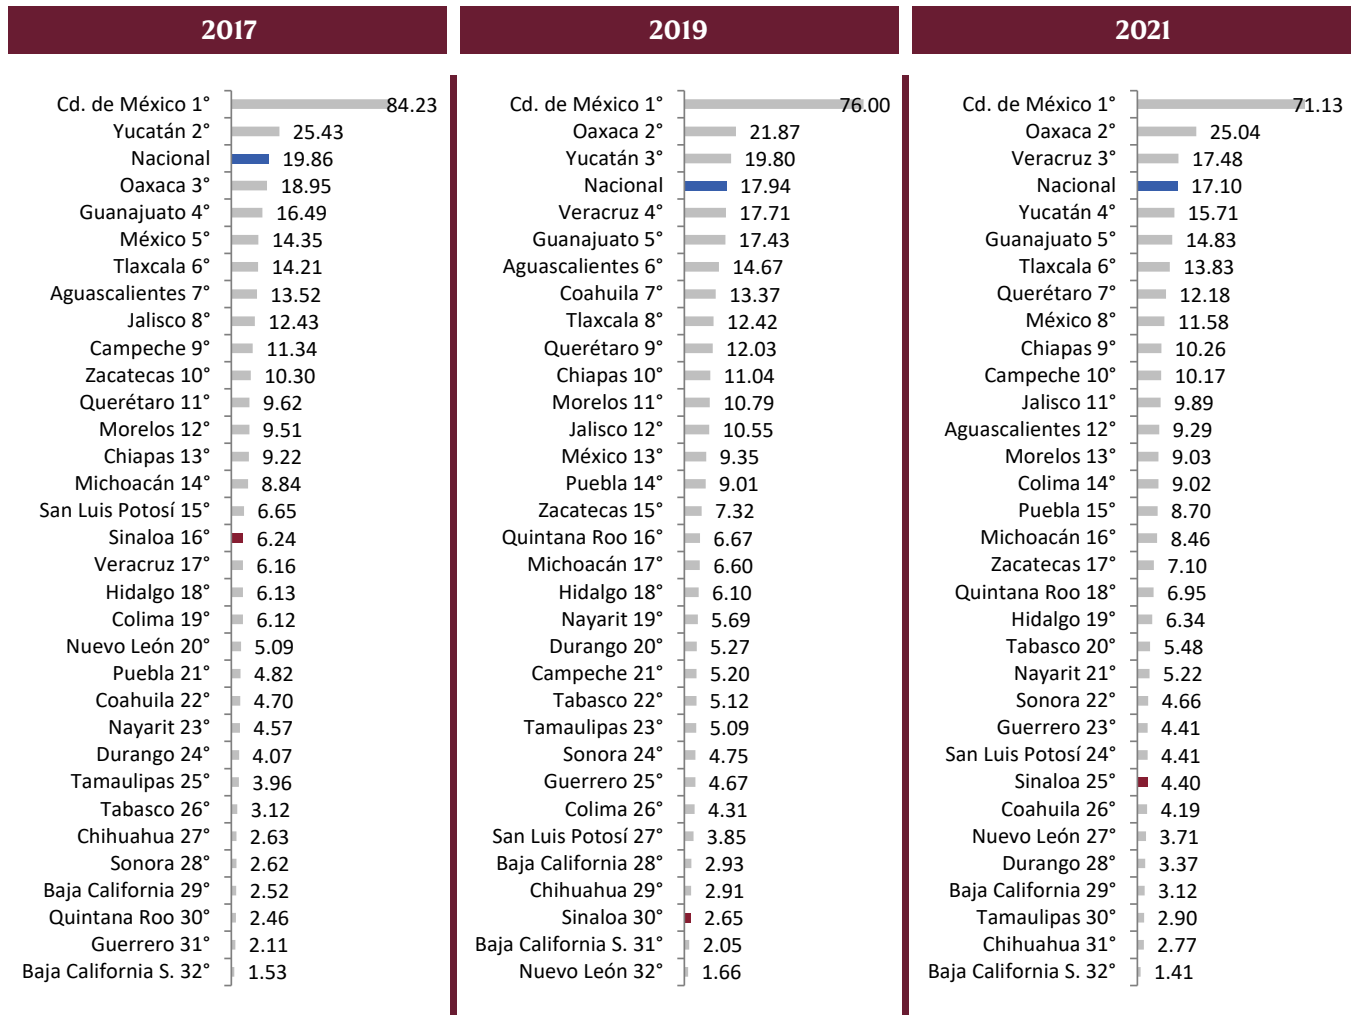 2017
Cd. de México 1° 84.23
Yucatán 2° 25.43
Nacional 19.86
Oaxaca 3° 18.95
Guanajuato 4° 16.49
México 5° 14.35
Tlaxcala 6° 14.21
Aguascalientes 7° 13.52
Jalisco 8° 12.43
Campeche 9° 11.34
Zacatecas 10° 10.30
Querétaro 11° 9.62
Morelos 12° 9.51
Chiapas 13° 9.22
Michoacán 14° 8.84
San Luis Potosí 15° 6.65
Sinaloa 16° 6.24
Veracruz 17° 6.16
Hidalgo 18° 6.13
Colima 19° 6.12
Nuevo León 20° 5.09
Puebla 21° 4.82
Coahuila 22° 4.70
Nayarit 23° 4.57
Durango 24° 4.07
Tamaulipas 25° 3.96
Tabasco 26° 3.12
Chihuahua 27° 2.63
Sonora 28° 2.62
Baja California 29° 2.52
Quintana Roo 30° 2.46
Guerrero 31° 2.11
Baja California S. 32° 1.53
2019
Cd. de México 1° 76.00
Oaxaca 2° 21.87
Yucatán 3° 19.80
Nacional 17.94
Veracruz 4° 17.71
Guanajuato 5° 17.43
Aguascalientes 6° 14.67
Coahuila 7° 13.37
Tlaxcala 8° 12.42
Querétaro 9° 12.03
Chiapas 10° 11.04
Morelos 11° 10.79
Jalisco 12° 10.55
México 13° 9.35
Puebla 14° 9.01
Zacatecas 15° 7.32
Quintana Roo 16° 6.67
Michoacán 17° 6.60
Hidalgo 18° 6.10
Nayarit 19° 5.69
Durango 20° 5.27
Campeche 21° 5.20
Tabasco 22° 5.12
Tamaulipas 23° 5.09
Sonora 24° 4.75
Guerrero 25° 4.67
Colima 26° 4.31
San Luis Potosí 27° 3.85
Baja California 28° 2.93
Chihuahua 29° 2.91
Sinaloa 30° 2.65
Baja California S. 31° 2.05
Nuevo León 32° 1.66
2021
Cd. de México 1° 71.13
Oaxaca 2° 25.04
Veracruz 3° 17.48
Nacional 17.10
Yucatán 4° 15.71
Guanajuato 5° 14.83
Tlaxcala 6° 13.83
Querétaro 7° 12.18
México 8° 11.58
Chiapas 9° 10.26
Campeche 10° 10.17
Jalisco 11° 9.89
Aguascalientes 12° 9.29
Morelos 13° 9.03
Colima 14° 9.02
Puebla 15° 8.70
Michoacán 16° 8.46
Zacatecas 17° 7.10
Quintana Roo 18° 6.95
Hidalgo 19° 6.34
Tabasco 20° 5.48
Nayarit 21° 5.22
Sonora 22° 4.66
Guerrero 23° 4.41
San Luis Potosí 24° 4.41
Sinaloa 25° 4.40
Coahuila 26° 4.19
Nuevo León 27° 3.71
Durango 28° 3.37
Baja California 29° 3.12
Tamaulipas 30° 2.90
Chihuahua 31° 2.77
Baja California S. 32° 1.41